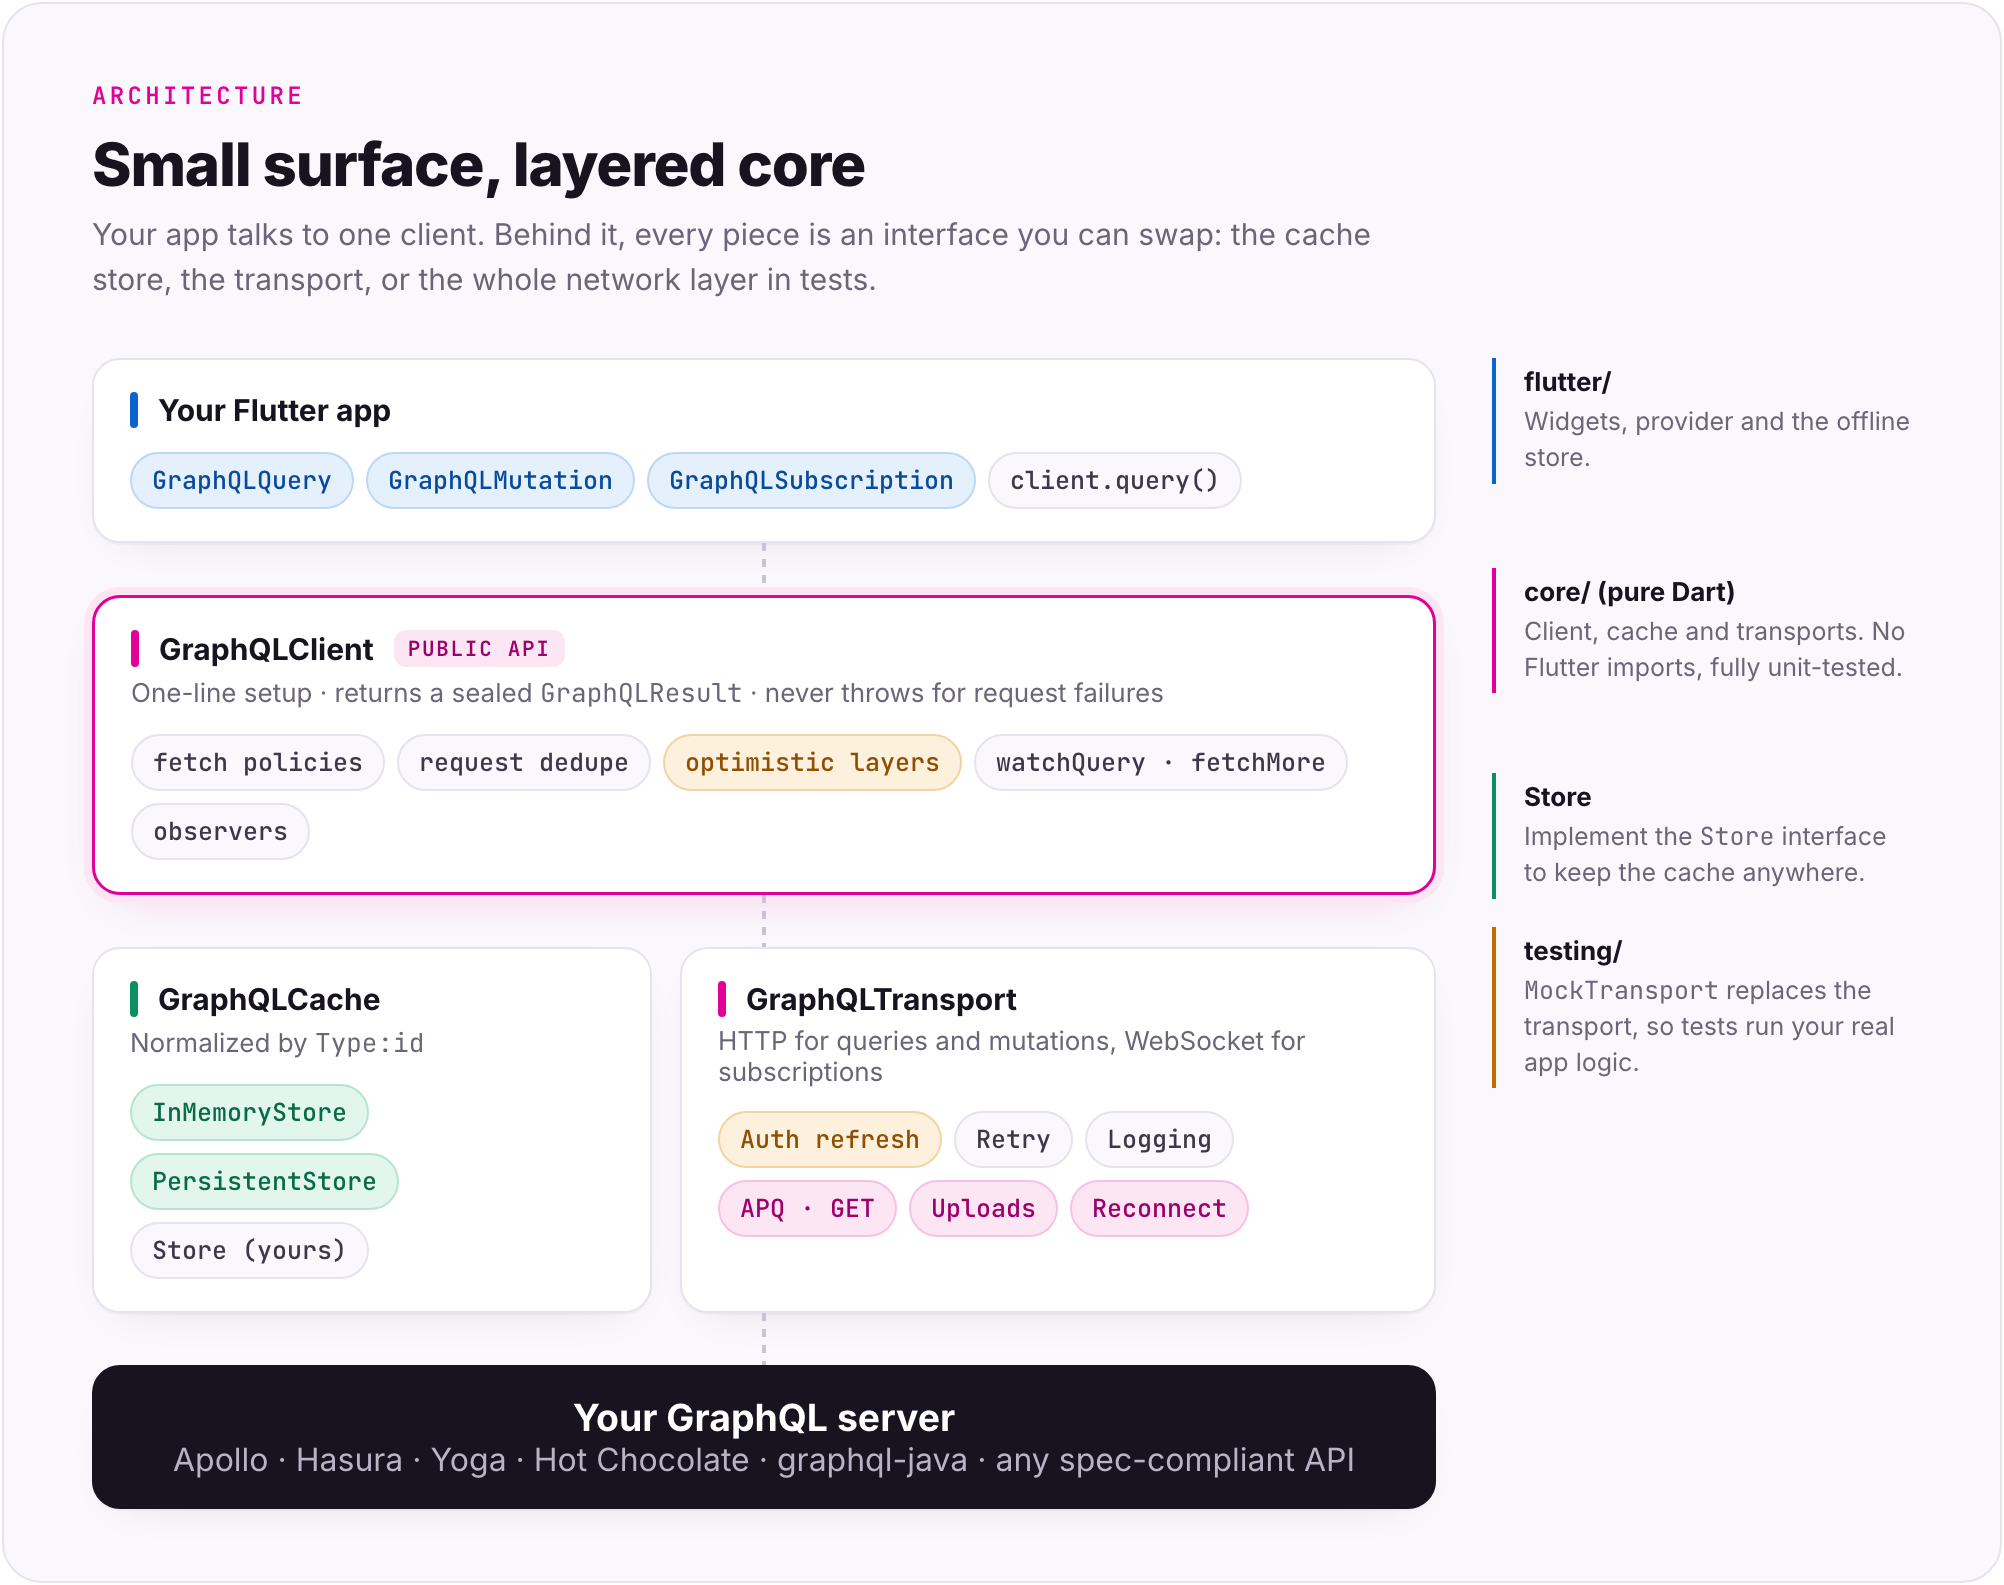 ARCHITECTURE
Small surface, layered core
Your app talks to one client. Behind it, every piece is an interface you can swap: the cache
store, the transport, or the whole network layer in tests.
Your Flutter app
GraphQLQuery GraphQLMutation GraphQLSubscription client.query()
GraphQLClient PUBLIC API
One-line setup · returns a sealed GraphQLResult · never throws for request failures
fetch policies request dedupe optimistic layers watchQuery · fetchMore
observers
GraphQLCache
Normalized by Type:id
InMemoryStore
PersistentStore
Store (yours)
GraphQLTransport
HTTP for queries and mutations, WebSocket for
subscriptions
Auth refresh Retry Logging
APQ · GET Uploads Reconnect
Your GraphQL server
Apollo · Hasura · Yoga · Hot Chocolate · graphql-java · any spec-compliant API
flutter/
Widgets, provider and the offline
store.
core/ (pure Dart)
Client, cache and transports. No
Flutter imports, fully unit-tested.
Store
Implement the Store interface
to keep the cache anywhere.
testing/
MockTransport replaces the
transport, so tests run your real
app logic.